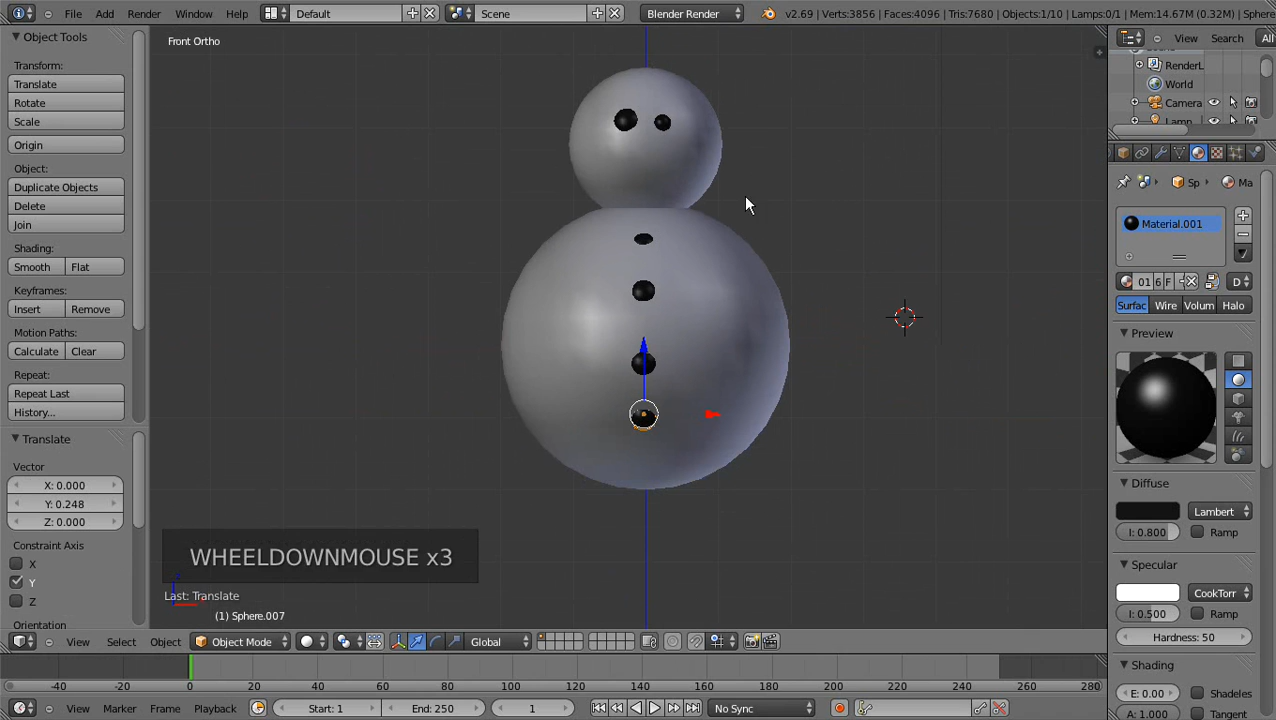 File Render Window Help Default Scene Blender Render v2.69 | Verts:3856 | Faces:4096 | Tris:7680 | Objects:1/10 | Lamps:0/1 | Mem:14.67M (0.32M) | Sphere
Object Tools
Transform:
Translate
Rotate
Scale
Origin
Object:
Duplicate Objects
Delete
Join
Shading:
Smooth Flat
Keyframes:
Insert Remove
Motion Paths:
Calculate Clear
Repeat:
Repeat Last
History...
Translate
Vector
X: 0.000
Y: 0.248
Z: 0.000
Constraint Axis
X
Y
Z
Orientation
Front Ortho
WHEELDOWNMOUSE x3
Last: Translate
(1) Sphere.007
View Select Object Object Mode Global
View Search All
RenderL
World
Camera
Lamp
Sp Ma
Material.001
01 6 F D
Surfac Wire Volum Halo
Preview
Diffuse
Lambert
I: 0.800 Ramp
Specular
CookTorr
I: 0.500 Ramp
Hardness: 50
Shading
E: 0.00 Shadeles
A: 1.000 Tangent
-40 -20 0 20 40 60 80 100 120 140 160 180 200 220 240 260 280
View Marker Frame Playback Start: 1 End: 250 1 No Sync